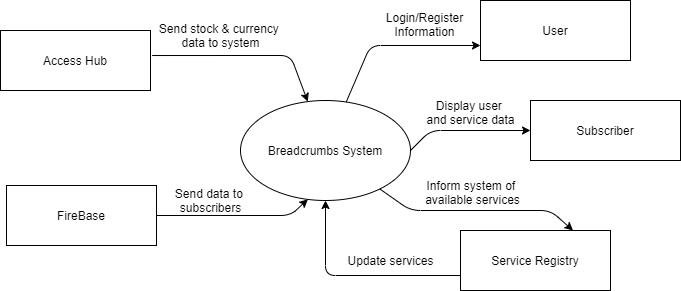 Send stock & currency
data to system
Login/Register
Information
User
Access Hub
Display user
and service data
Subscriber
Breadcrumbs System
Send data to
subscribers
FireBase
Inform system of
available services
Update services
Service Registry